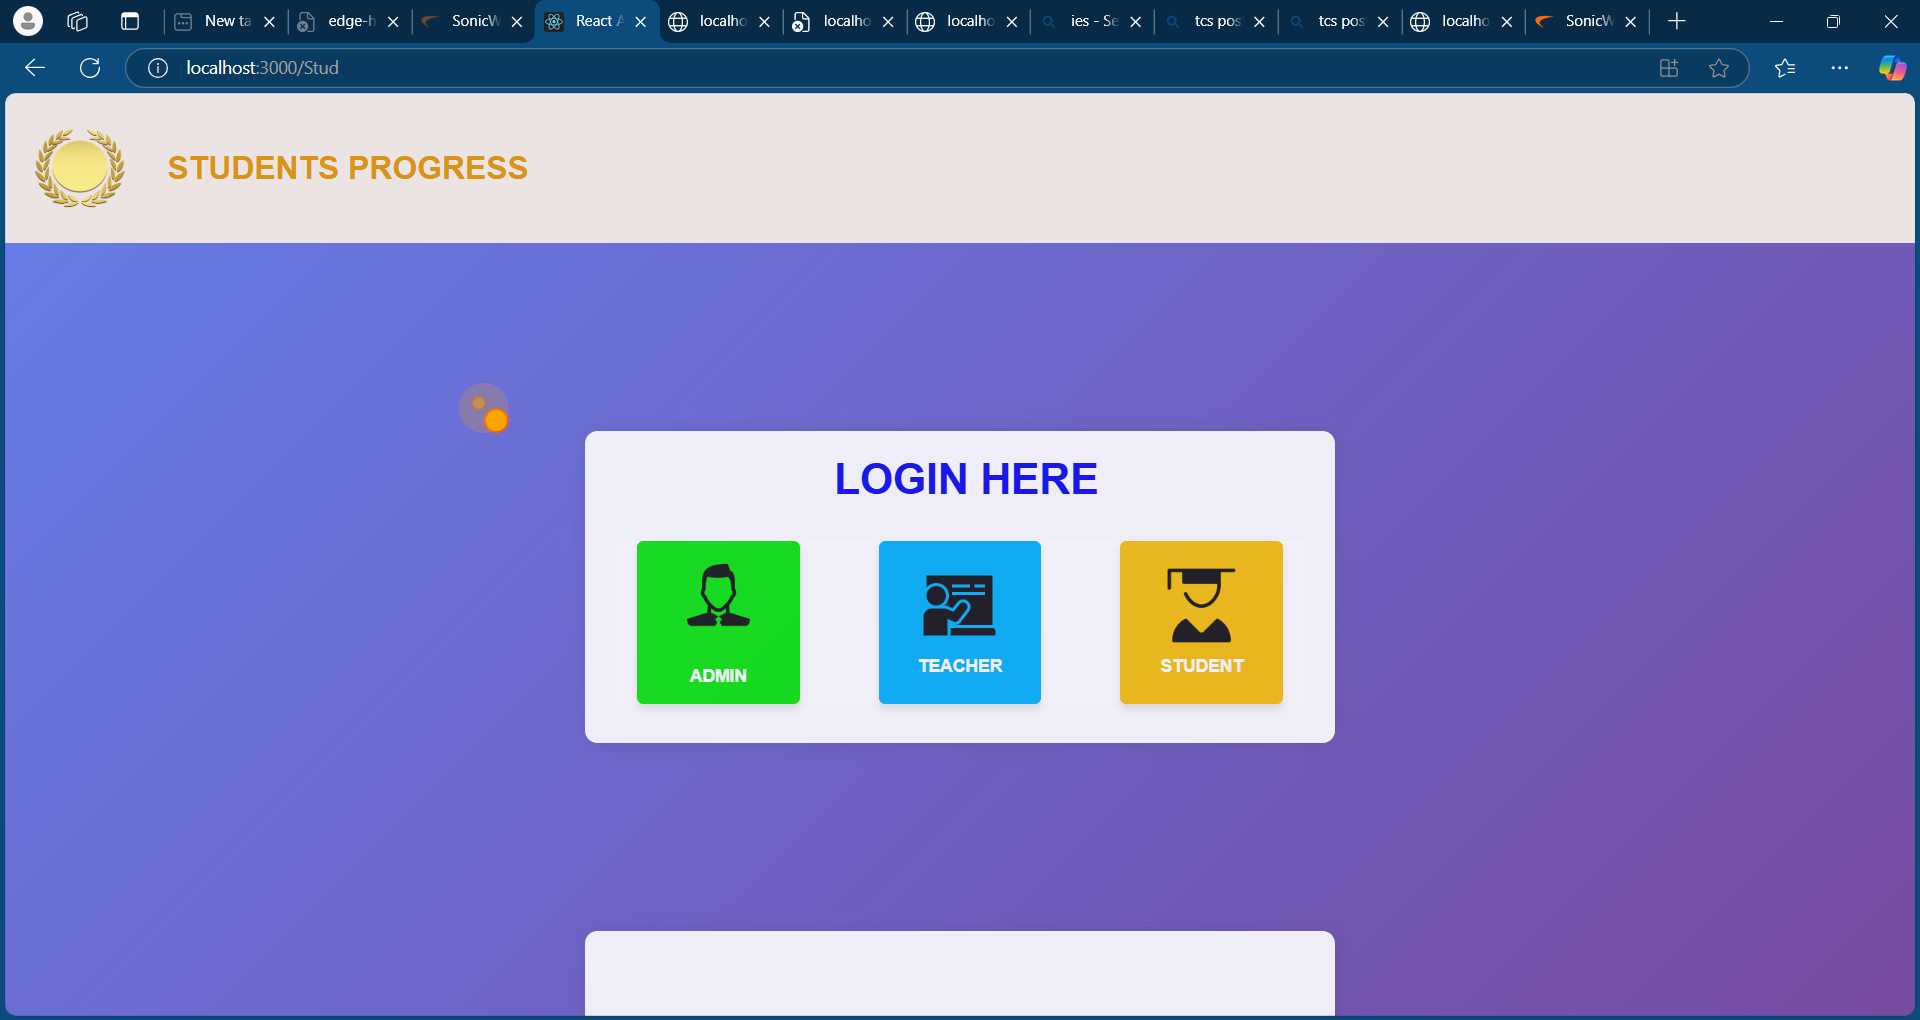 New ta
edge-h
SonicW
React A
localho
localho
localho
ies - Se
tcs pos
tcs pos
localho
SonicW
localhost:3000/Stud
STUDENTS PROGRESS
LOGIN HERE
ADMIN
TEACHER
STUDENT